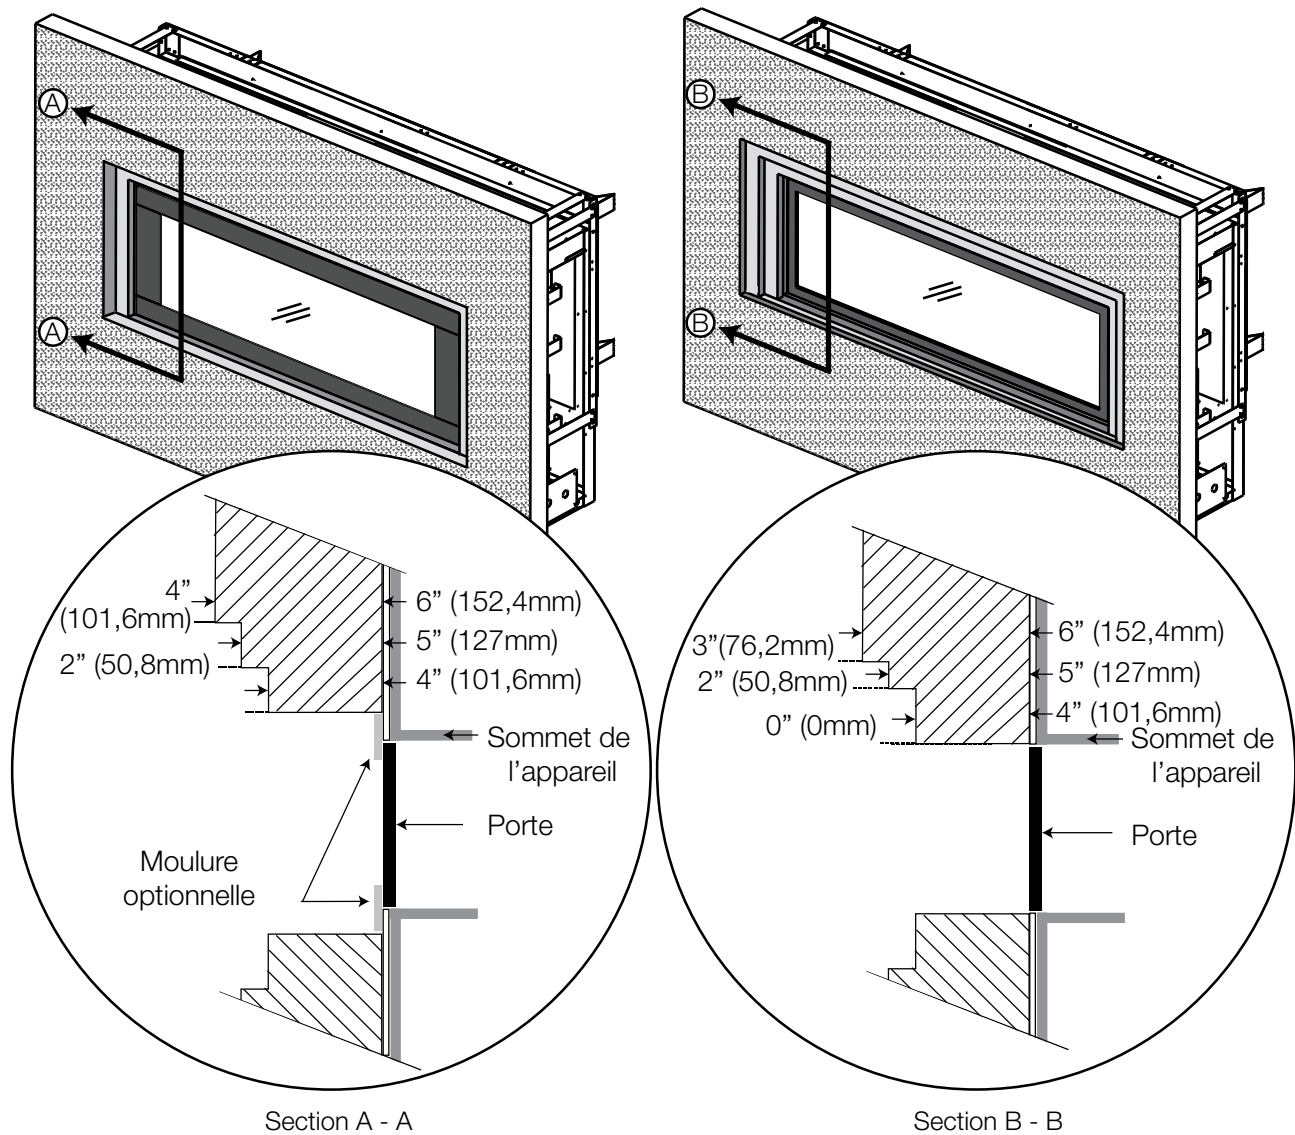 A
A
B
B
4”
(101,6mm)
2” (50,8mm)
6” (152,4mm)
5” (127mm)
4” (101,6mm)
Sommet de
l’appareil
Porte
Moulure
optionnelle
Section A - A
3”(76,2mm)
2” (50,8mm)
0” (0mm)
6” (152,4mm)
5” (127mm)
4” (101,6mm)
Sommet de
l’appareil
Porte
Section B - B